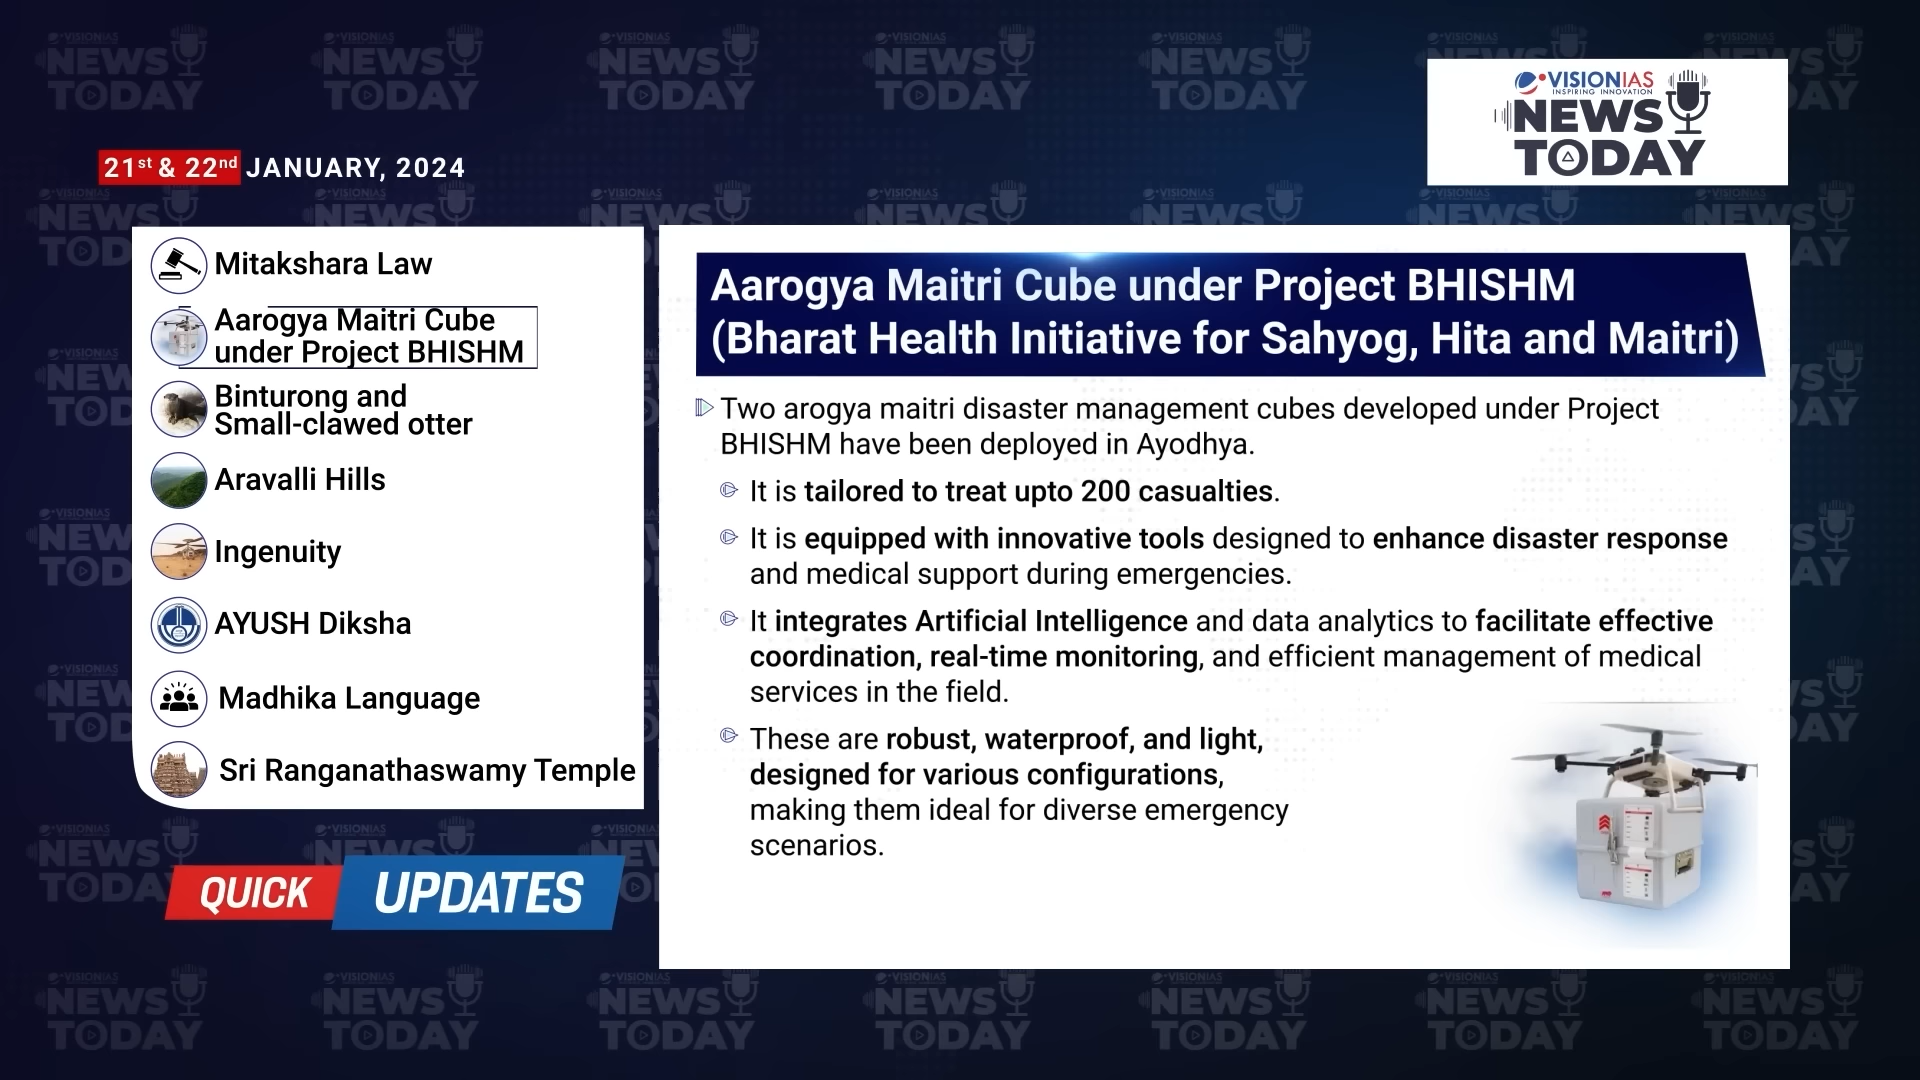 VISIONIAS
INSPIRING INNOVATION
NEWS
TODAY
21st & 22nd JANUARY, 2024
Mitakshara Law
Aarogya Maitri Cube
under Project BHISHM
Binturong and
Small-clawed otter
Aravalli Hills
Ingenuity
AYUSH Diksha
Madhika Language
Sri Ranganathaswamy Temple
QUICK UPDATES
Aarogya Maitri Cube under Project BHISHM
(Bharat Health Initiative for Sahyog, Hita and Maitri)
Two arogya maitri disaster management cubes developed under Project
BHISHM have been deployed in Ayodhya.
It is tailored to treat upto 200 casualties.
It is equipped with innovative tools designed to enhance disaster response
and medical support during emergencies.
It integrates Artificial Intelligence and data analytics to facilitate effective
coordination, real-time monitoring, and efficient management of medical
services in the field.
These are robust, waterproof, and light,
designed for various configurations,
making them ideal for diverse emergency
scenarios.